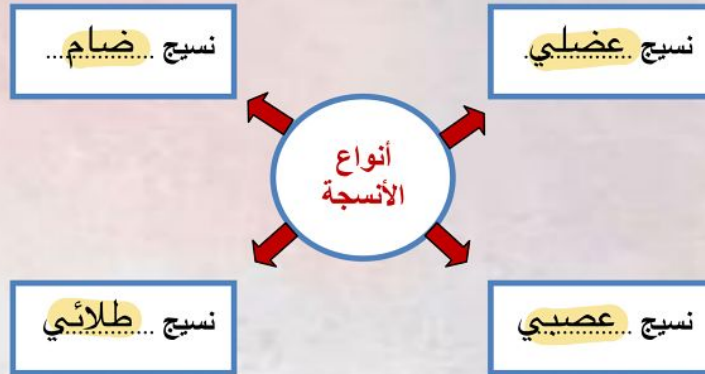 نسيج عضلي
نسيج ضام
أنواع
الأنسجة
نسيج عصبي
نسيج طلائي